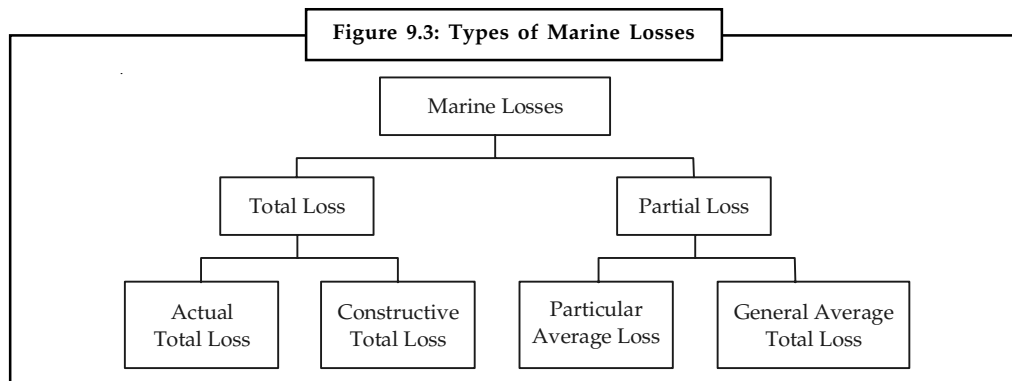 Figure 9.3: Types of Marine Losses
Marine Losses
Total Loss
Partial Loss
Actual
Total Loss
Constructive
Total Loss
Particular
Average Loss
General Average
Total Loss